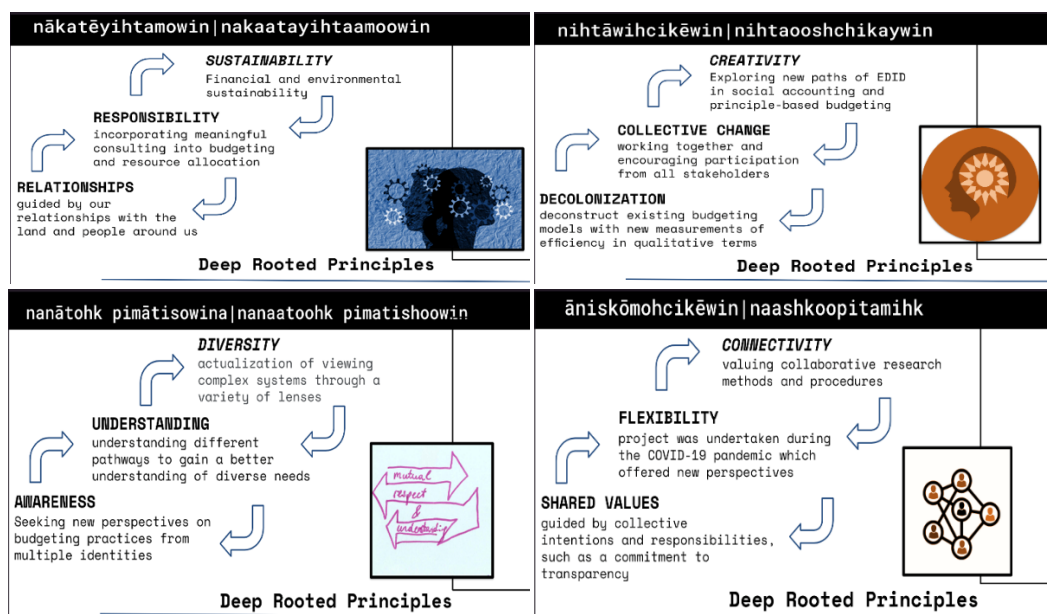 nākatēyihtamowin|nakaatayihtaamoowin
SUSTAINABILITY
Financial and environmental
sustainability
RESPONSIBILITY
incorporating meaningful
consulting into budgeting
and resource allocation
RELATIONSHIPS
guided by our
relationships with the
land and people around us
Deep Rooted Principles
nihtāwihcikēwin|nihtaooshchikaywin
CREATIVITY
Exploring new paths of EDID
in social accounting and
principle-based budgeting
COLLECTIVE CHANGE
working together and
encouraging participation
from all stakeholders
DECOLONIZATION
deconstruct existing budgeting
models with new measurements of
efficiency in qualitative terms
Deep Rooted Principles
nanātohk pimātisowina|nanaatoohk pimatishoowin
DIVERSITY
actualization of viewing
complex systems through a
variety of lenses
UNDERSTANDING
understanding different
pathways to gain a better
understanding of diverse needs
AWARENESS
Seeking new perspectives on
budgeting practices from
multiple identities
mutual
respect
&
understanding
Deep Rooted Principles
āniskōmohcikēwin|naashkoopitamihk
CONNECTIVITY
valuing collaborative research
methods and procedures
FLEXIBILITY
project was undertaken during
the COVID-19 pandemic which
offered new perspectives
SHARED VALUES
guided by collective
intentions and responsibilities,
such as a commitment to
transparency
Deep Rooted Principles